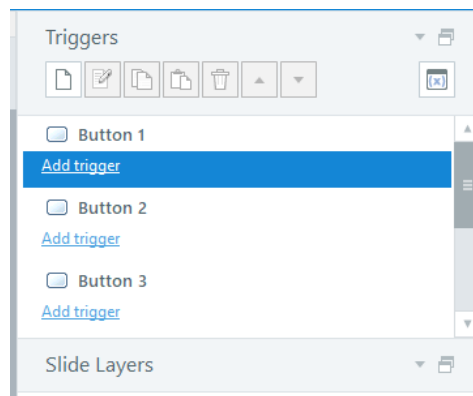 Triggers
(x)
Button 1
Add trigger
Button 2
Add trigger
Button 3
Add trigger
Slide Layers